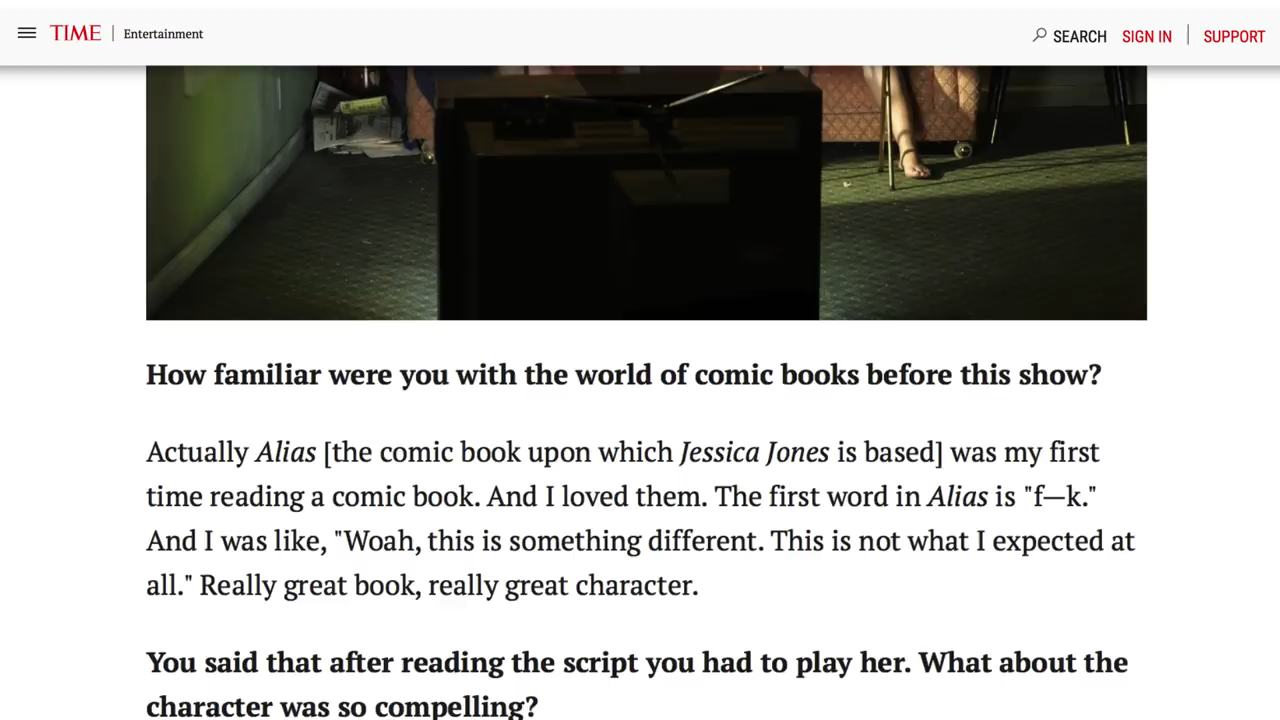 TIME | Entertainment
SEARCH SIGN IN | SUPPORT
How familiar were you with the world of comic books before this show?
Actually Alias [the comic book upon which Jessica Jones is based] was my first
time reading a comic book. And I loved them. The first word in Alias is "f—k."
And I was like, "Woah, this is something different. This is not what I expected at
all." Really great book, really great character.
You said that after reading the script you had to play her. What about the
character was so compelling?